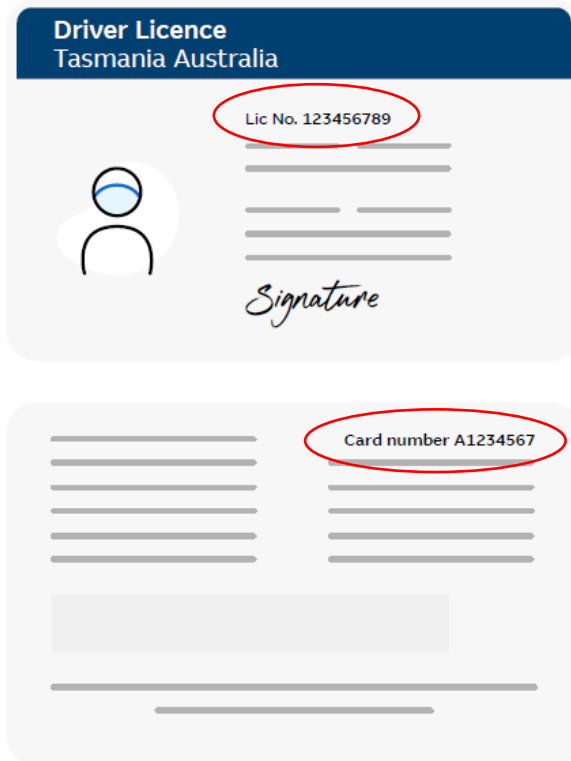 Driver Licence
Tasmania Australia
Lic No. 123456789
Signature
Card number A1234567